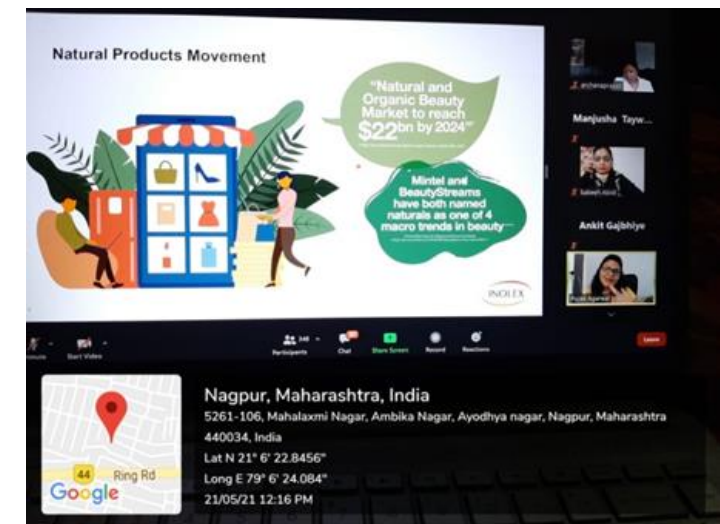 Natural Products Movement
"Natural and
Organic Beauty
Market to reach
$22bn by 2024"
Mintel and
BeautyStreams
have both named
naturals as one of 4
macro trends in beauty
INOLEX
Manjusha Tayw...
Ankit Gajbhiye
Start Video
Participants
348
Chat
Share Screen
Record
Reactions
Leave
44
Ring Rd
Google
Nagpur, Maharashtra, India
5261-106, Mahalaxmi Nagar, Ambika Nagar, Ayodhya nagar, Nagpur, Maharashtra
440034, India
Lat N 21° 6' 22.8456"
Long E 79° 6' 24.084"
21/05/21 12:16 PM